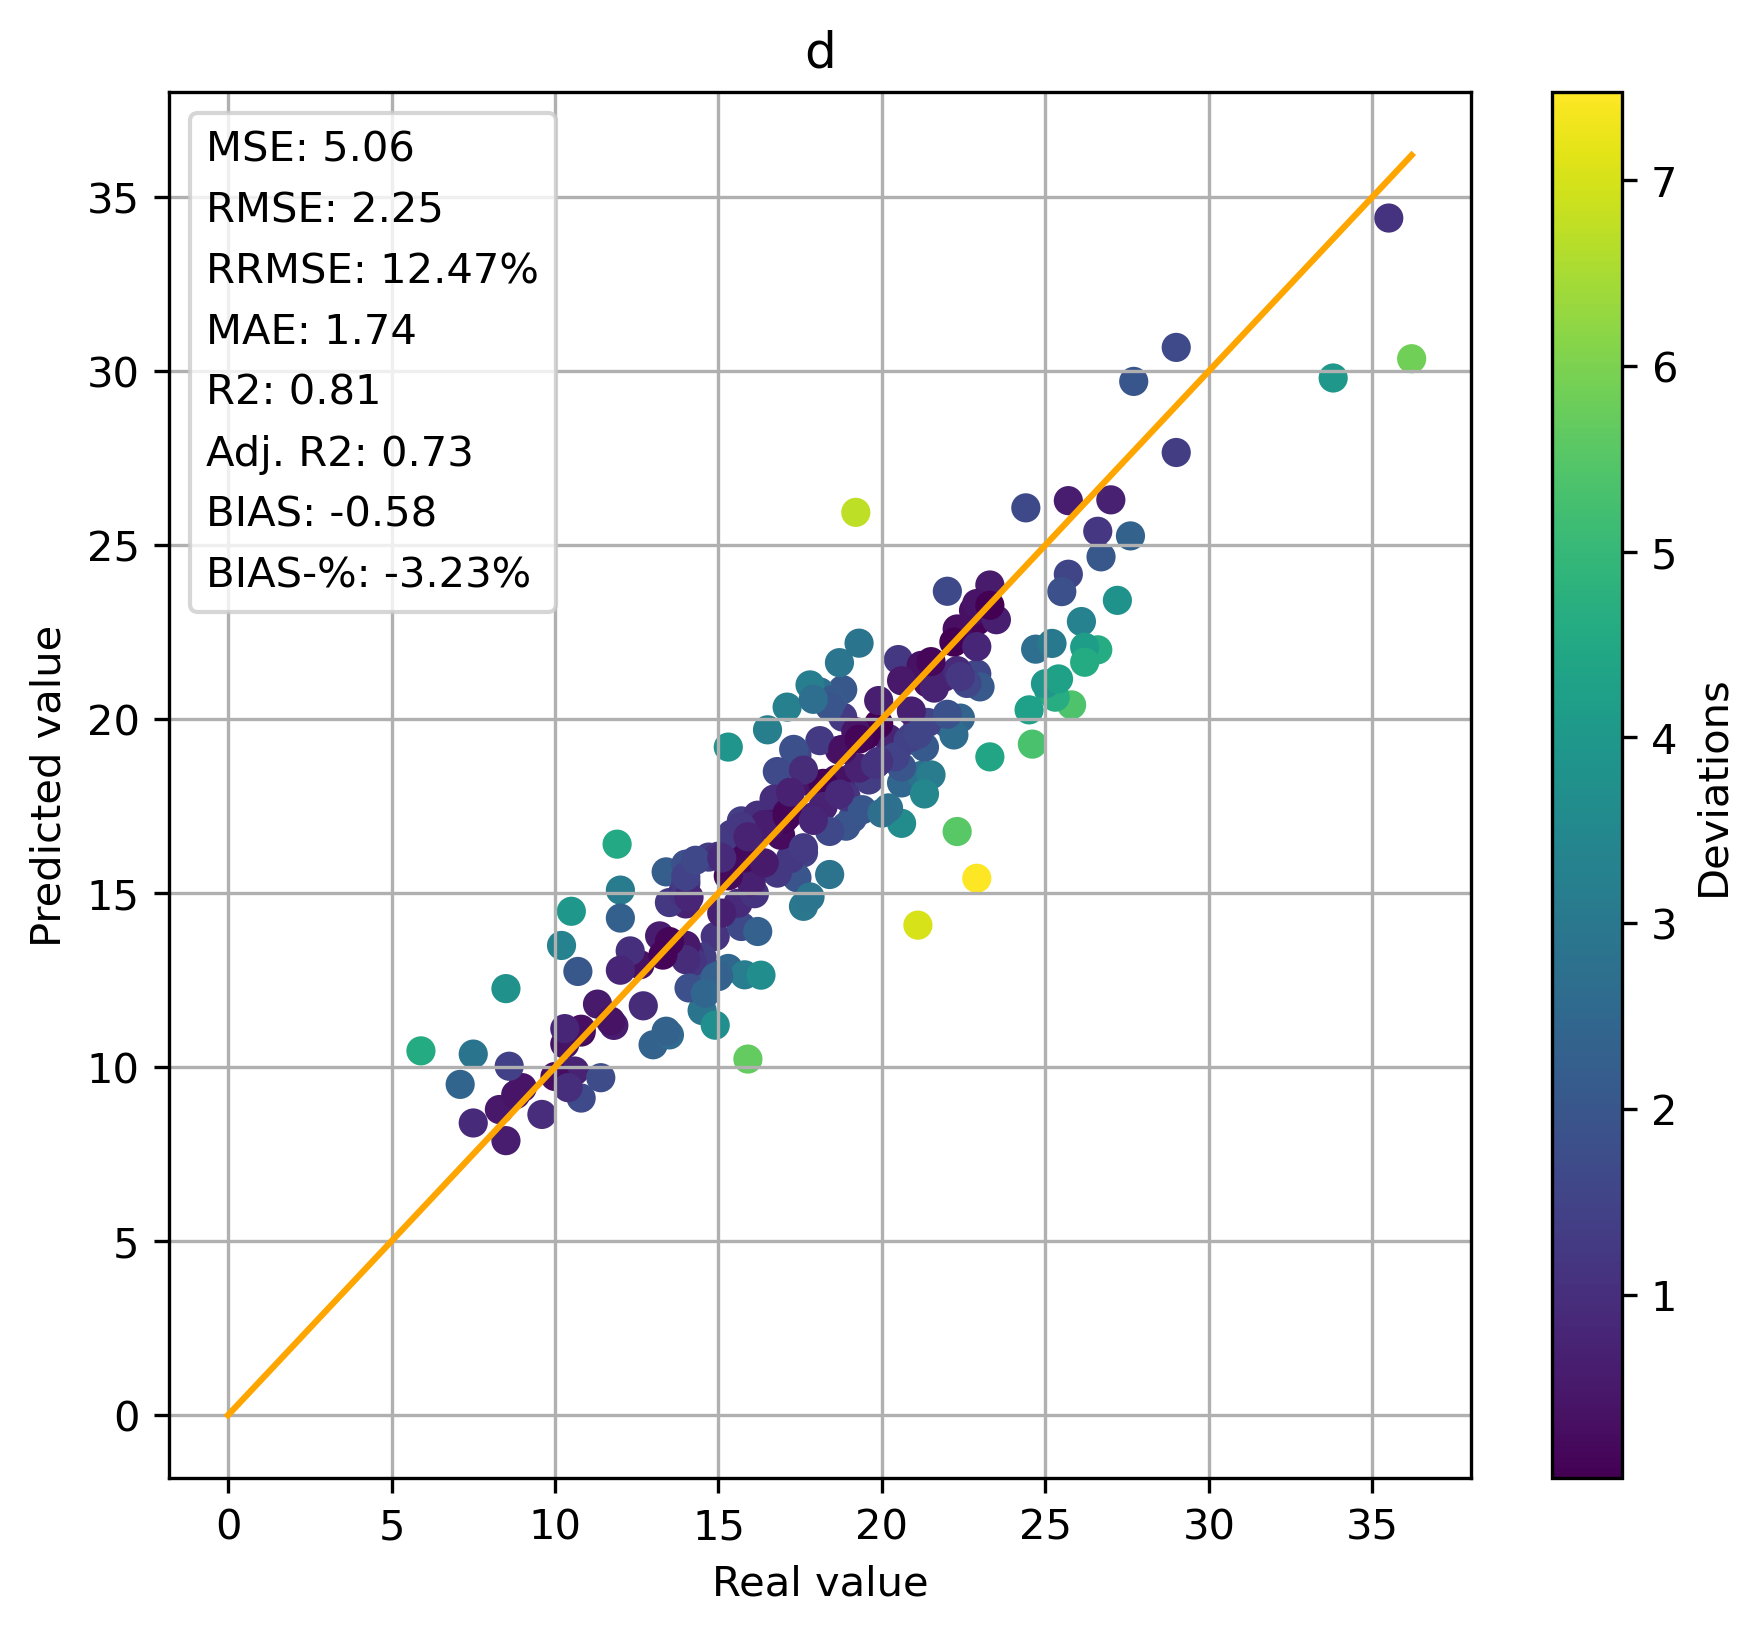 d
MSE: 5.06
RMSE: 2.25
RRMSE: 12.47%
MAE: 1.74
R2: 0.81
Adj. R2: 0.73
BIAS: -0.58
BIAS-%: -3.23%
Predicted value
35
30
25
20
15
10
5
0
0 5 10 15 20 25 30 35
Real value
7
6
5
4
3
2
1
Deviations